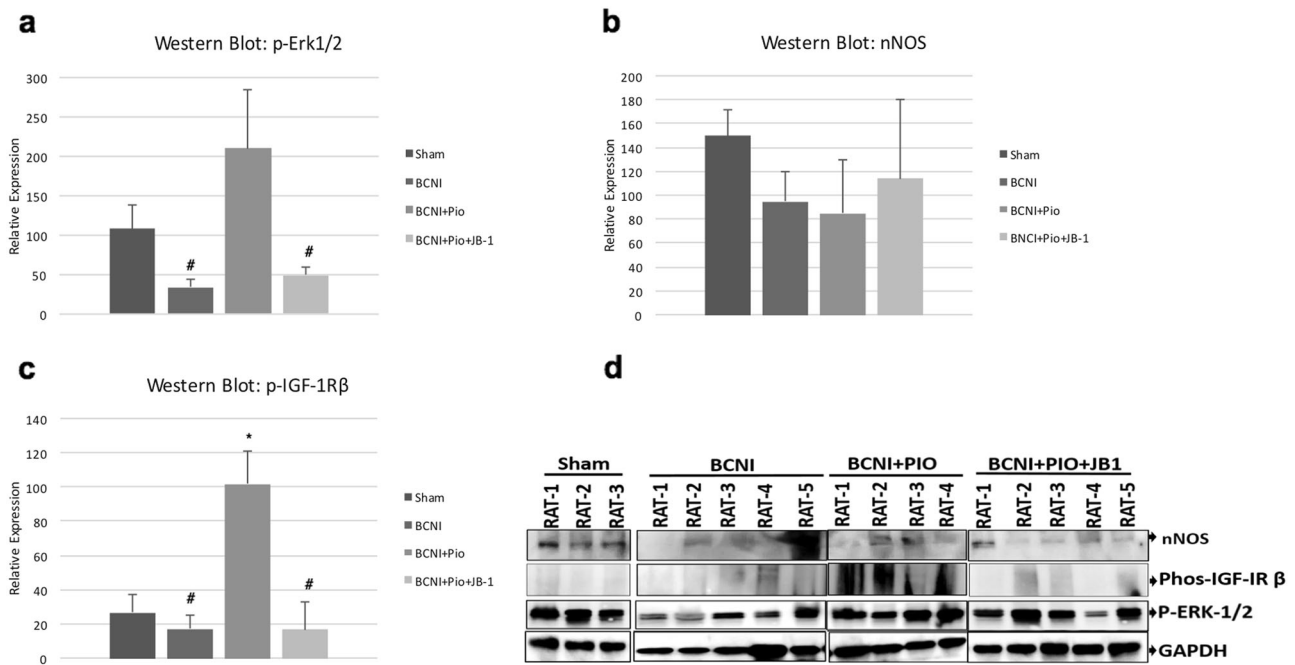 a
Western Blot: p-Erk1/2
Relative Expression
300
250
200
150
100
50
0
#
#
Sham
BCNI
BCNI+Pio
BCNI+Pio+JB-1
b
Western Blot: nNOS
Relative Expression
200
180
160
140
120
100
80
60
40
20
0
Sham
BCNI
BCNI+Pio
BNCI+Pio+JB-1
c
Western Blot: p-IGF-1Rβ
Relative Expression
140
120
100
80
60
40
20
0
#
*
#
Sham
BCNI
BCNI+Pio
BCNI+Pio+JB-1
d
Sham BCNI BCNI+PIO BCNI+PIO+JB1
RAT-1 RAT-2 RAT-3 RAT-1 RAT-2 RAT-3 RAT-4 RAT-5 RAT-1 RAT-2 RAT-3 RAT-4 RAT-1 RAT-2 RAT-3 RAT-4 RAT-5
nNOS
Phos-IGF-IR β
P-ERK-1/2
GAPDH